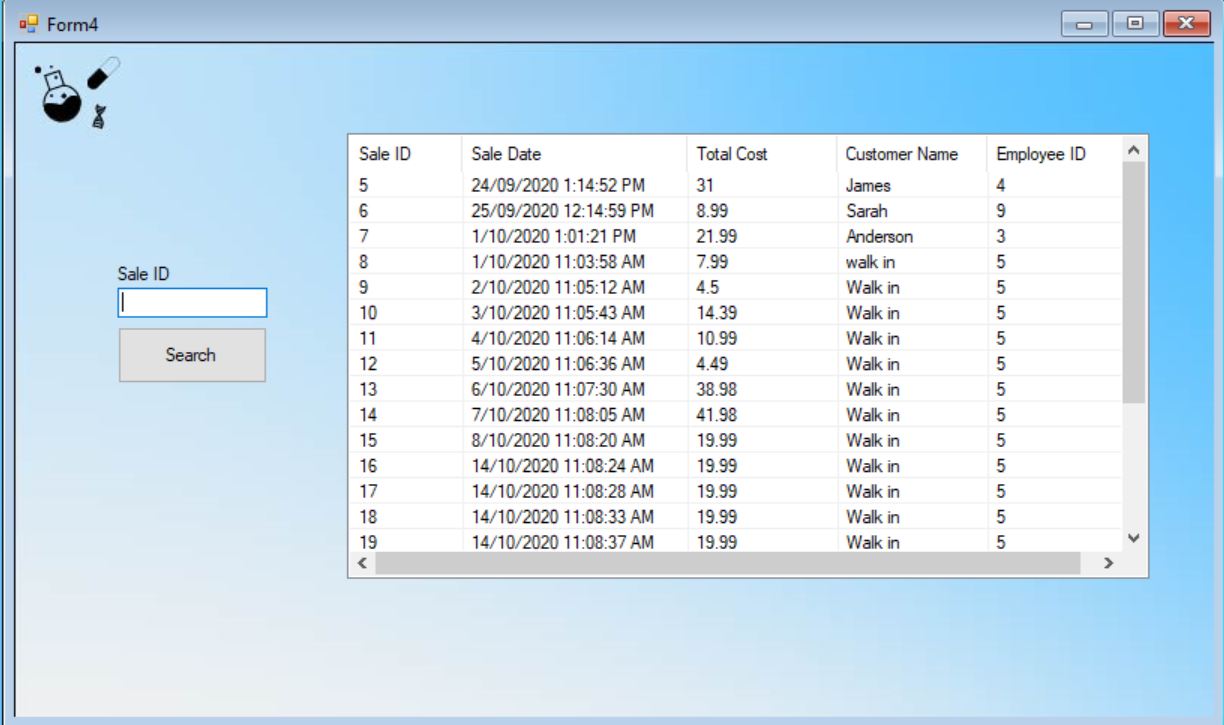 Form4
Sale ID Sale Date Total Cost Customer Name Employee ID
5 24/09/2020 1:14:52 PM 31 James 4
6 25/09/2020 12:14:59 PM 8.99 Sarah 9
7 1/10/2020 1:01:21 PM 21.99 Anderson 3
8 1/10/2020 11:03:58 AM 7.99 walk in 5
9 2/10/2020 11:05:12 AM 4.5 Walk in 5
10 3/10/2020 11:05:43 AM 14.39 Walk in 5
11 4/10/2020 11:06:14 AM 10.99 Walk in 5
12 5/10/2020 11:06:36 AM 4.49 Walk in 5
13 6/10/2020 11:07:30 AM 38.98 Walk in 5
14 7/10/2020 11:08:05 AM 41.98 Walk in 5
15 8/10/2020 11:08:20 AM 19.99 Walk in 5
16 14/10/2020 11:08:24 AM 19.99 Walk in 5
17 14/10/2020 11:08:28 AM 19.99 Walk in 5
18 14/10/2020 11:08:33 AM 19.99 Walk in 5
19 14/10/2020 11:08:37 AM 19.99 Walk in 5
Sale ID
Search